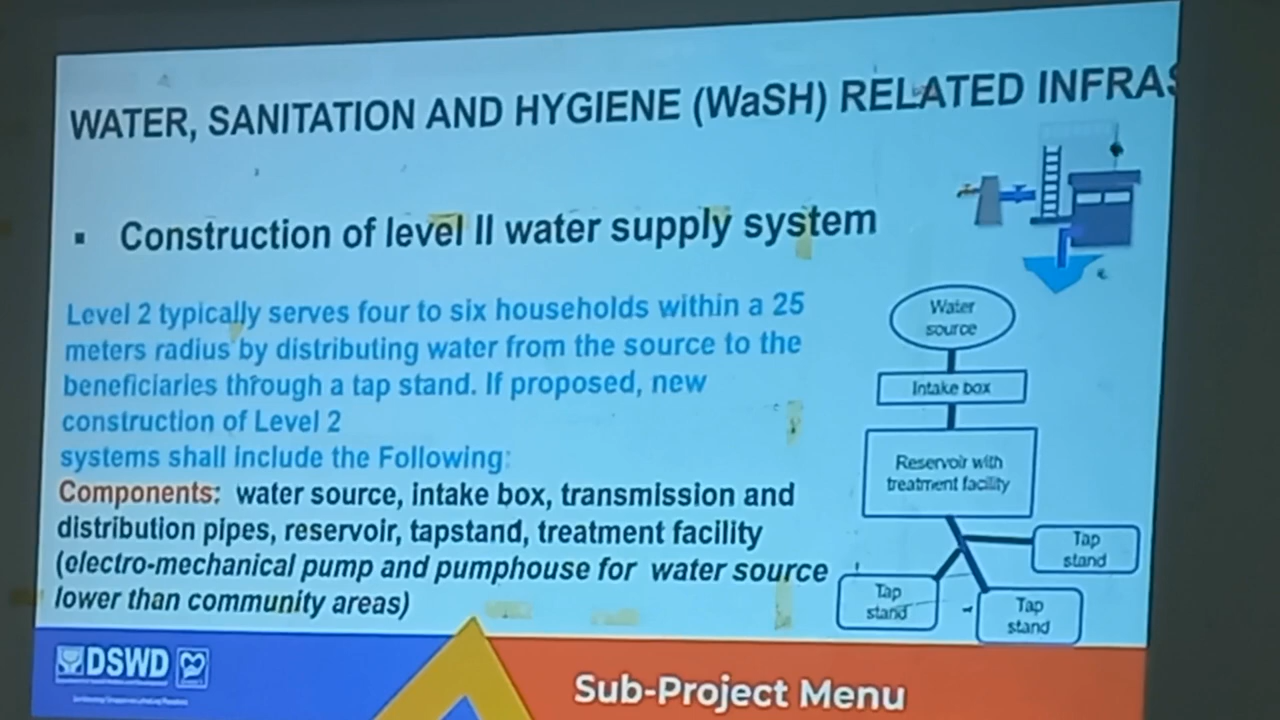 WATER, SANITATION AND HYGIENE (WaSH) RELATED INFRAS
▪ Construction of level II water supply system
Level 2 typically serves four to six households within a 25
meters radius by distributing water from the source to the
beneficiaries through a tap stand. If proposed, new
construction of Level 2
systems shall include the Following:
Components: water source, intake box, transmission and
distribution pipes, reservoir, tapstand, treatment facility
(electro-mechanical pump and pumphouse for water source
lower than community areas)
Water
source
Intake box
Reservoir with
treatment facility
Tap
stand
Tap
stand
Tap
stand
DSWD
Sub-Project Menu